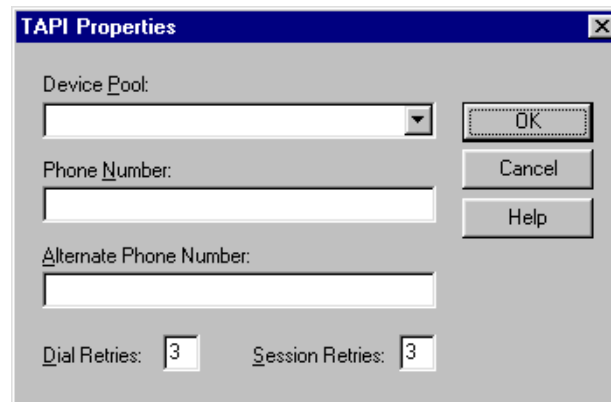 TAPI Properties
Device Pool:
OK
Phone Number:
Cancel
Help
Alternate Phone Number:
Dial Retries: 3 Session Retries: 3